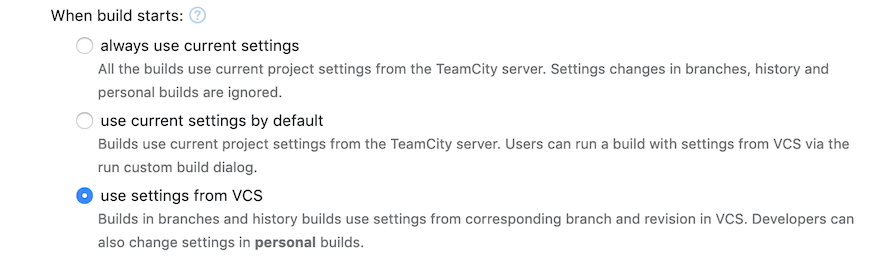 When build starts: ?
always use current settings
All the builds use current project settings from the TeamCity server. Settings changes in branches, history and
personal builds are ignored.
use current settings by default
Builds use current project settings from the TeamCity server. Users can run a build with settings from VCS via the
run custom build dialog.
use settings from VCS
Builds in branches and history builds use settings from corresponding branch and revision in VCS. Developers can
also change settings in personal builds.